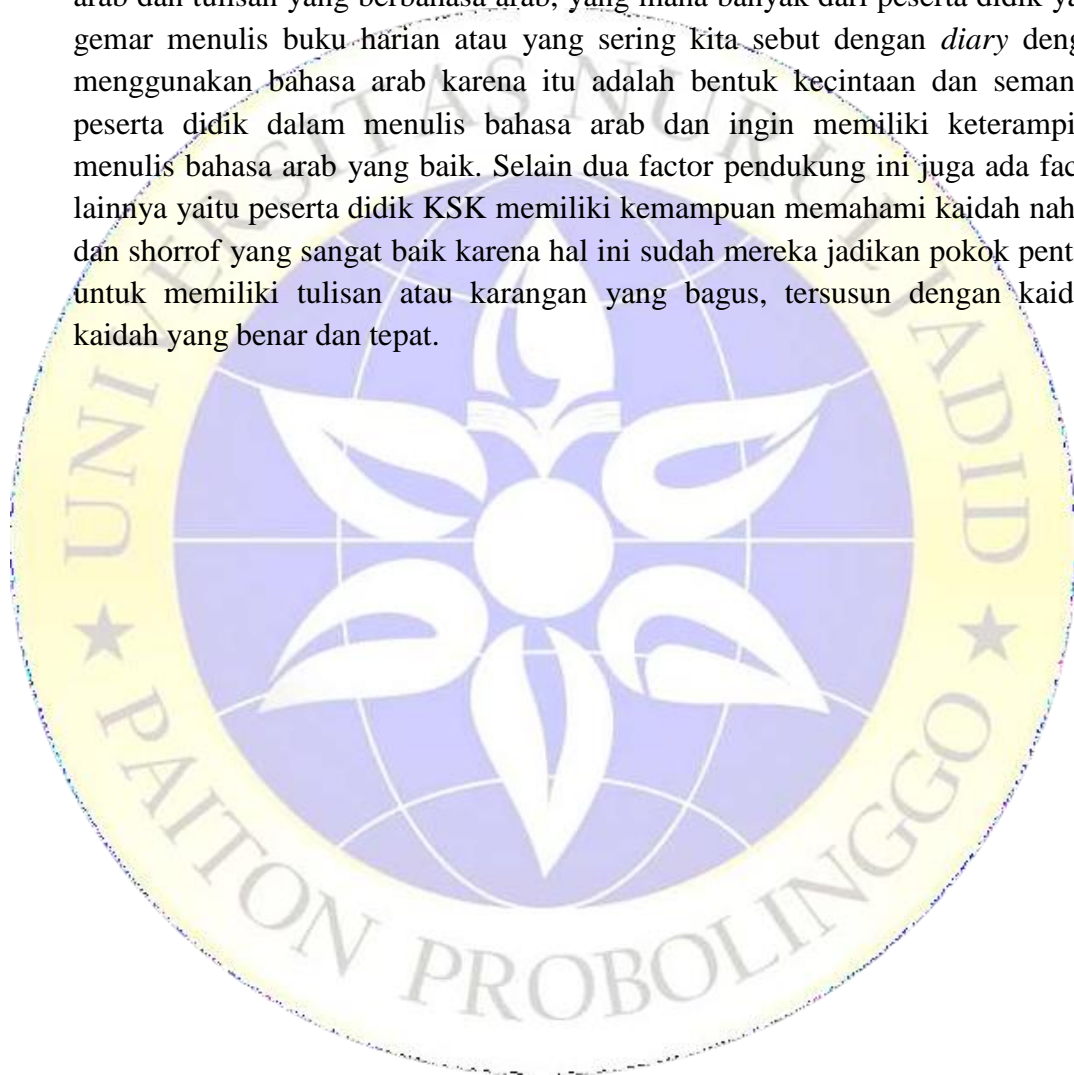 arab dan tulisan yang berbahasa arab, yang mana banyak dari peserta didik ya
gemar menulis buku harian atau yang sering kita sebut dengan diary deng
menggunakan bahasa arab karena itu adalah bentuk kecintaan dan seman
peserta didik dalam menulis bahasa arab dan ingin memiliki keterampi
menulis bahasa arab yang baik. Selain dua factor pendukung ini juga ada fac
lainnya yaitu peserta didik KSK memiliki kemampuan memahami kaidah nah
dan shorrof yang sangat baik karena hal ini sudah mereka jadikan pokok pent
untuk memiliki tulisan atau karangan yang bagus, tersusun dengan kaid
kaidah yang benar dan tepat.
UNIVERSITAS NURUL JADID
PAITON PROBOLINGGO